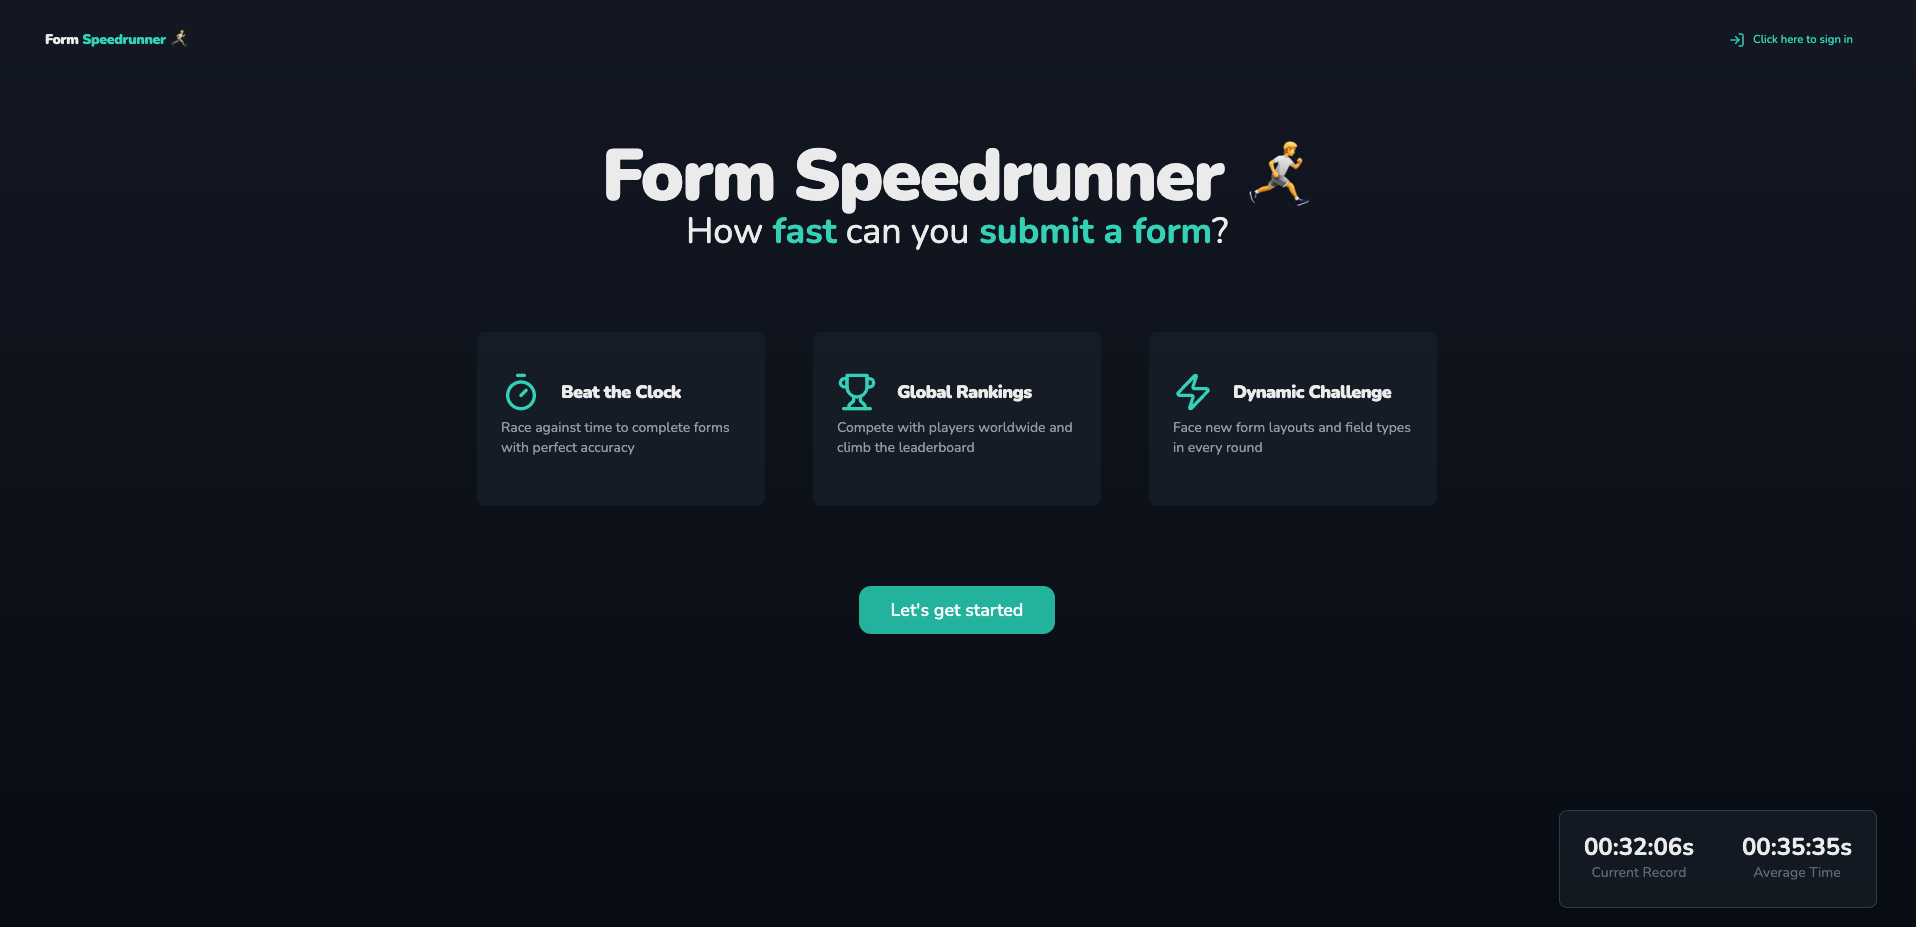 Form Speedrunner 🏃
Click here to sign in
Form Speedrunner 🏃
How fast can you submit a form?
Beat the Clock
Race against time to complete forms
with perfect accuracy
Global Rankings
Compete with players worldwide and
climb the leaderboard
Dynamic Challenge
Face new form layouts and field types
in every round
Let's get started
00:32:06s
Current Record
00:35:35s
Average Time